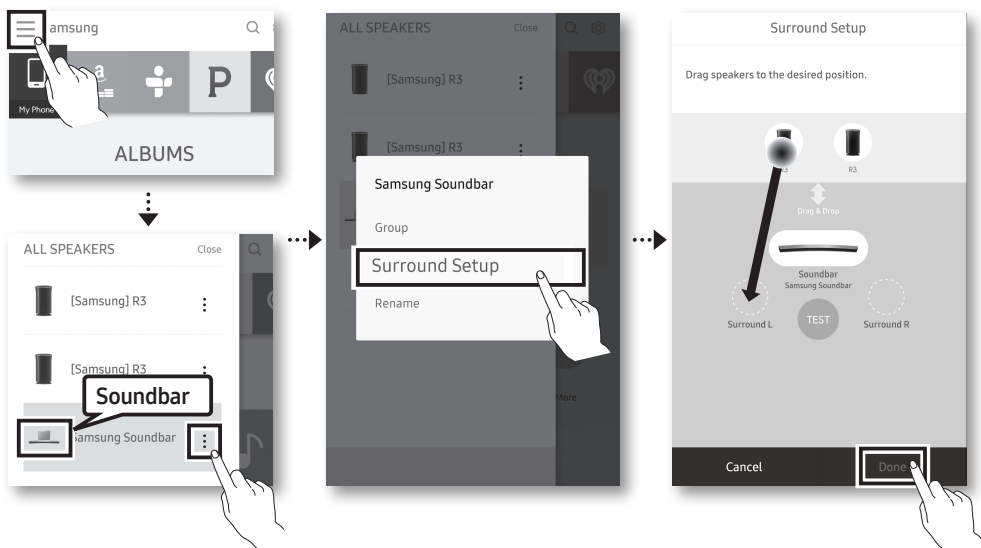 amsung
a
P
My Phone
ALBUMS
ALL SPEAKERS Close
[Samsung] R3
[Samsung] R3
Soundbar
amsung Soundbar
ALL SPEAKERS Close
[Samsung] R3
[Samsung] R3
Samsung Soundbar
Group
Surround Setup
Rename
More
Surround Setup
Drag speakers to the desired position.
R3 R3
Drag & Drop
Soundbar
Samsung Soundbar
Surround L TEST Surround R
Cancel Done